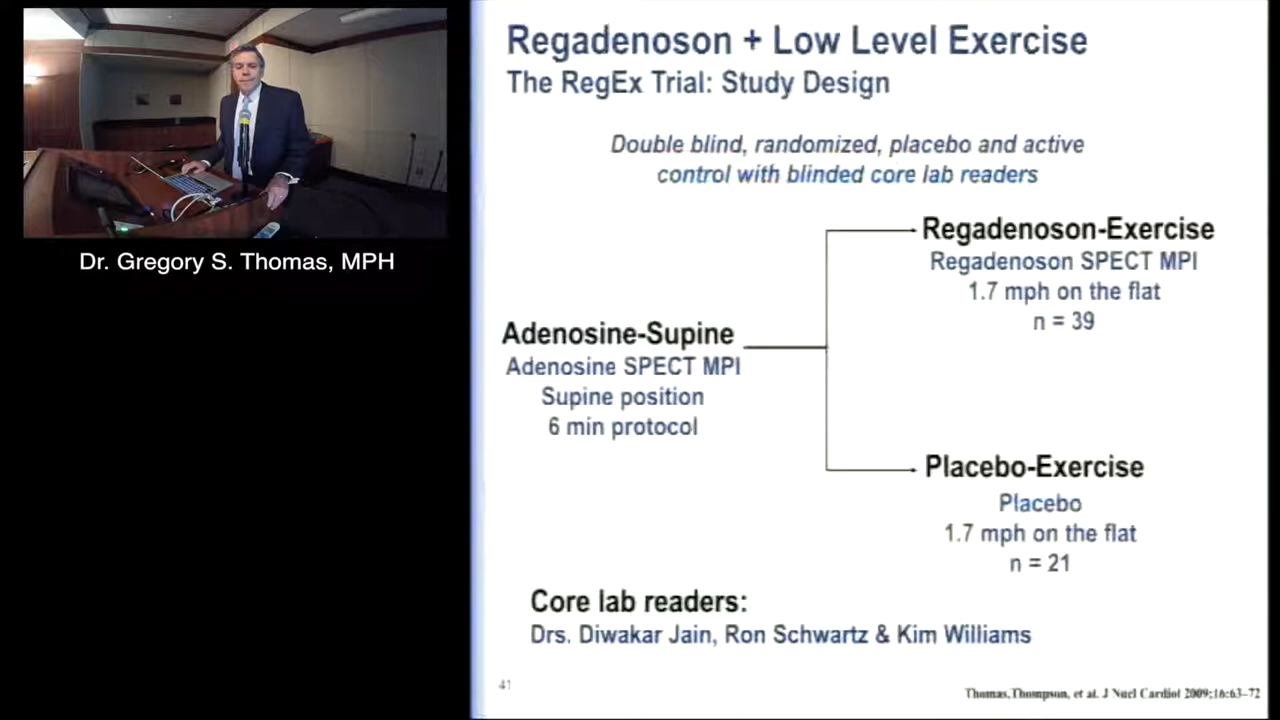 Dr. Gregory S. Thomas, MPH
Regadenoson + Low Level Exercise
The RegEx Trial: Study Design
Double blind, randomized, placebo and active
control with blinded core lab readers
Regadenoson-Exercise
Regadenoson SPECT MPI
1.7 mph on the flat
n = 39
Adenosine-Supine
Adenosine SPECT MPI
Supine position
6 min protocol
Placebo-Exercise
Placebo
1.7 mph on the flat
n = 21
Core lab readers:
Drs. Diwakar Jain, Ron Schwartz & Kim Williams
41
Thomas,Thompson, et at. J Nucl Cardiol 2009;16:63–72